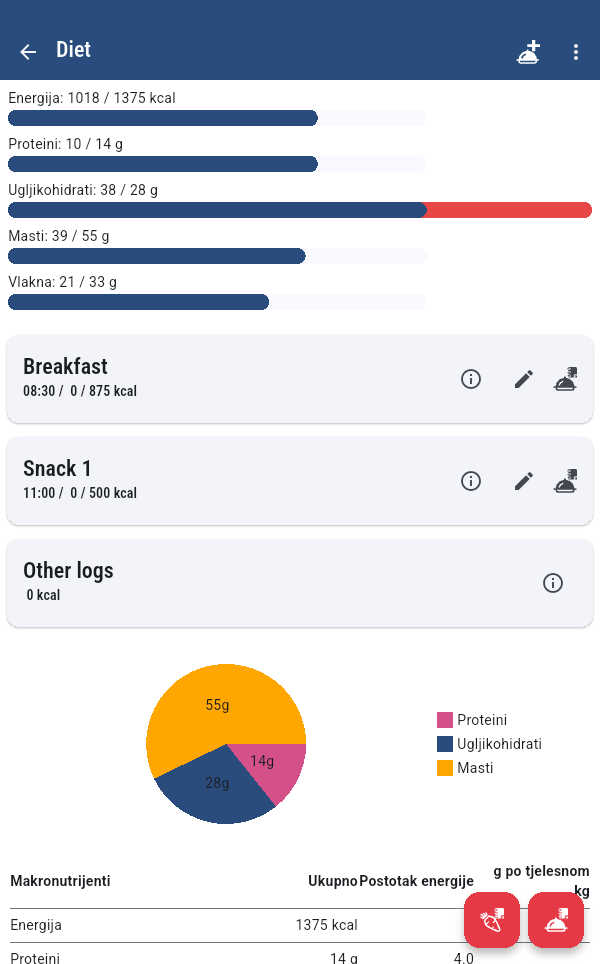 Diet
Energija: 1018 / 1375 kcal
Proteini: 10 / 14 g
Ugljikohidrati: 38 / 28 g
Masti: 39 / 55 g
Vlakna: 21 / 33 g
Breakfast
08:30 /  0 / 875 kcal
Snack 1
11:00 /  0 / 500 kcal
Other logs
0 kcal
55g
14g
28g
Proteini
Ugljikohidrati
Masti
Makronutrijenti Ukupno Postotak energije g po tjelesnom kg
Energija 1375 kcal
Proteini 14 g 4.0